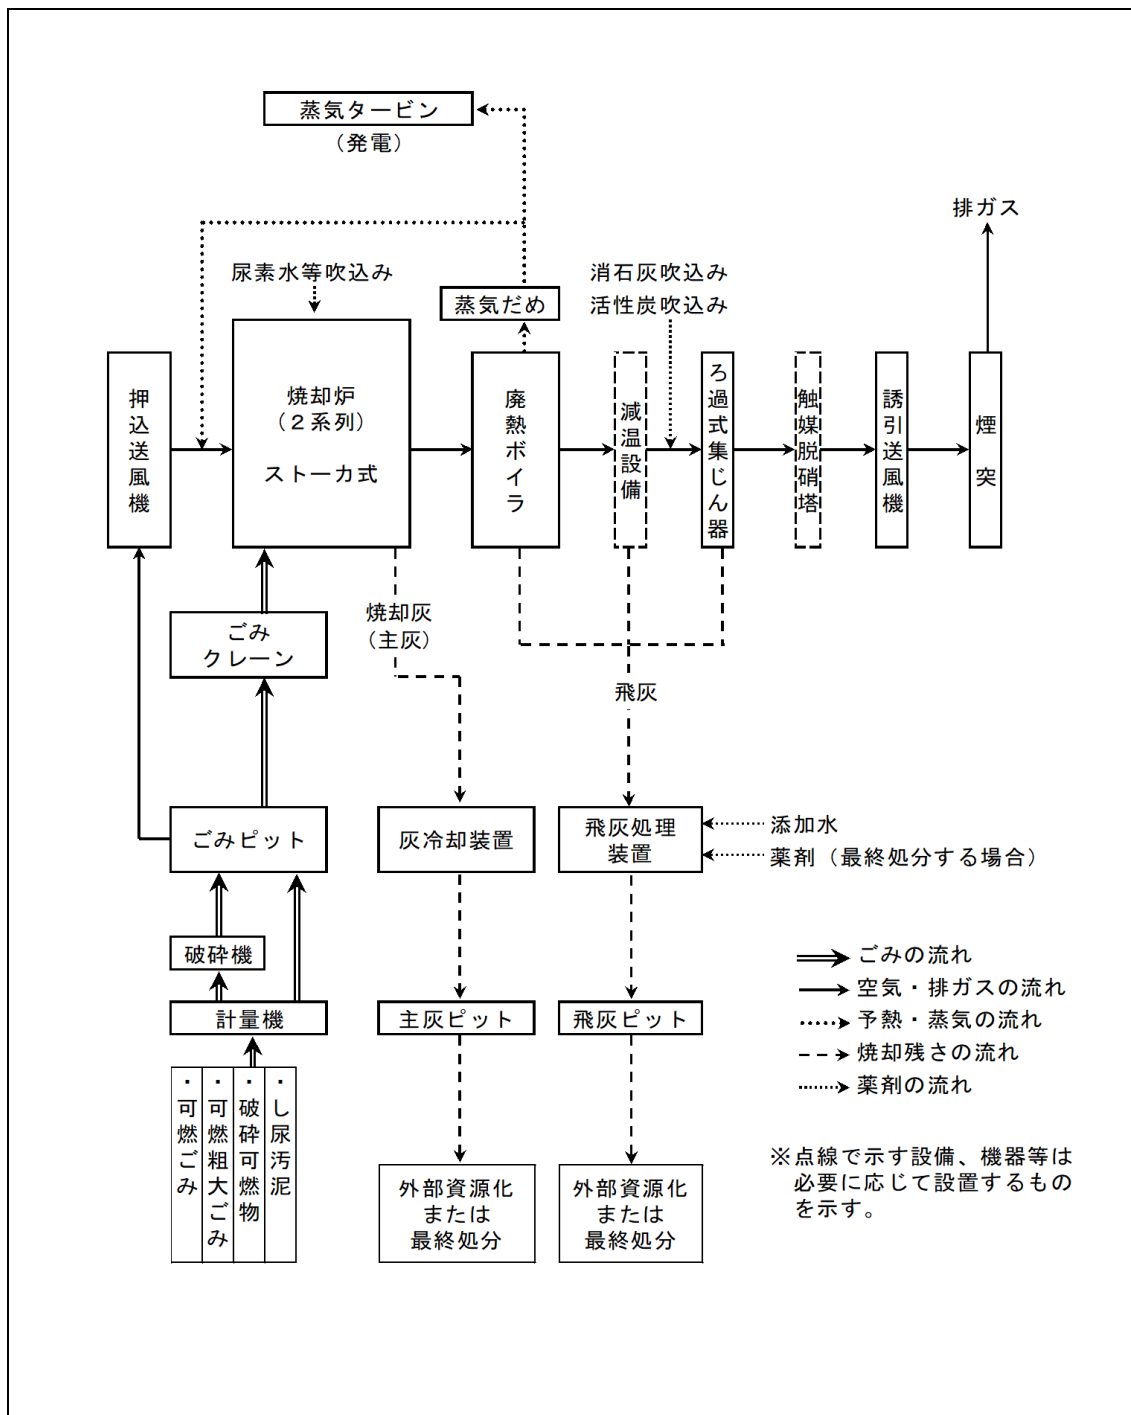 蒸気タービン
（発電）
排ガス
尿素水等吹込み
消石灰吹込み
活性炭吹込み
蒸気だめ
押込送風機
焼却炉
（２系列）
ストーカ式
廃熱ボイラ
減温設備
ろ過式集じん器
触媒脱硝塔
誘引送風機
煙突
焼却灰
（主灰）
ごみ
クレーン
飛灰
ごみピット
灰冷却装置
飛灰処理
装置
添加水
薬剤（最終処分する場合）
破砕機
計量機
主灰ピット
飛灰ピット
ごみの流れ
空気・排ガスの流れ
予熱・蒸気の流れ
焼却残さの流れ
薬剤の流れ
・可燃ごみ
・可燃粗大ごみ
・破砕可燃物
・し尿汚泥
外部資源化
または
最終処分
外部資源化
または
最終処分
※点線で示す設備、機器等は
必要に応じて設置するもの
を示す。